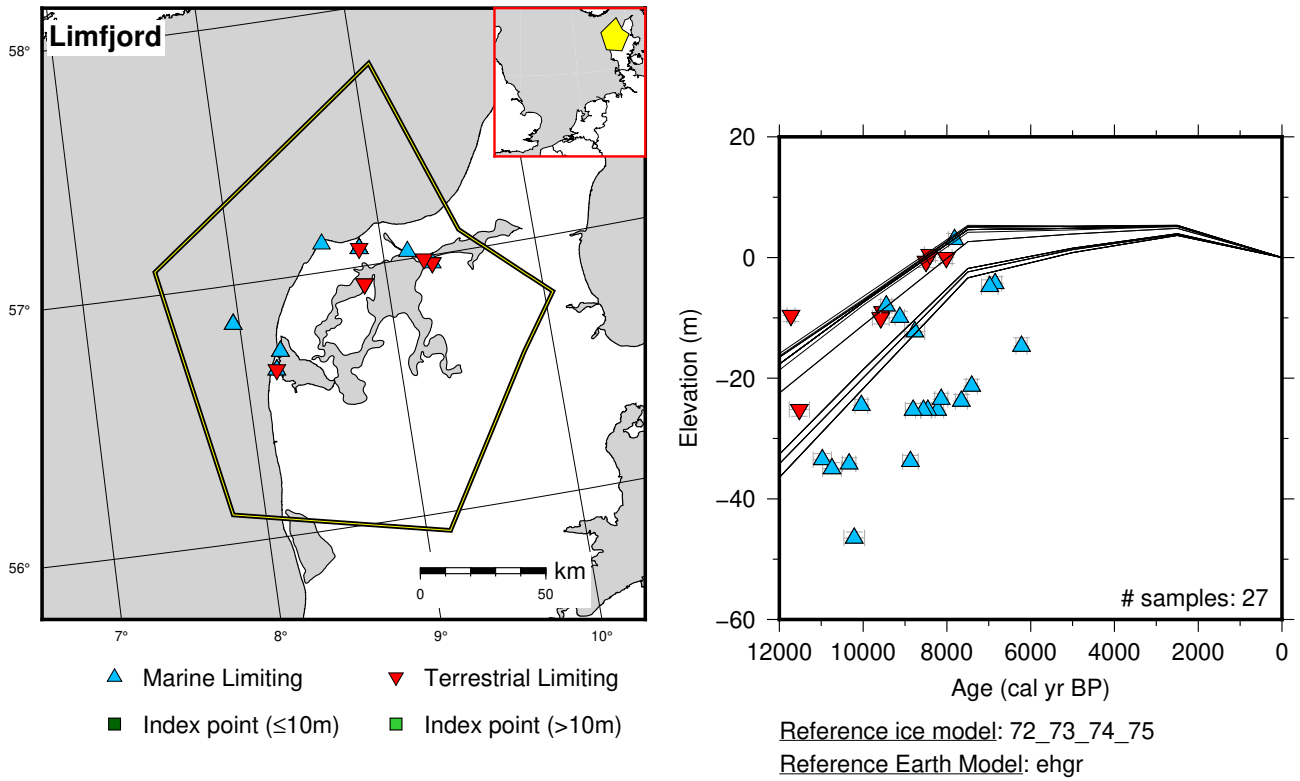 Limfjord
58°
57°
56°
7°
8°
9°
10°
km
0
50
Marine Limiting
Terrestrial Limiting
Index point (≤10m)
Index point (>10m)
20
0
−20
−40
−60
Elevation (m)
# samples: 27
12000 10000 8000 6000 4000 2000 0
Age (cal yr BP)
Reference ice model: 72_73_74_75
Reference Earth Model: ehgr